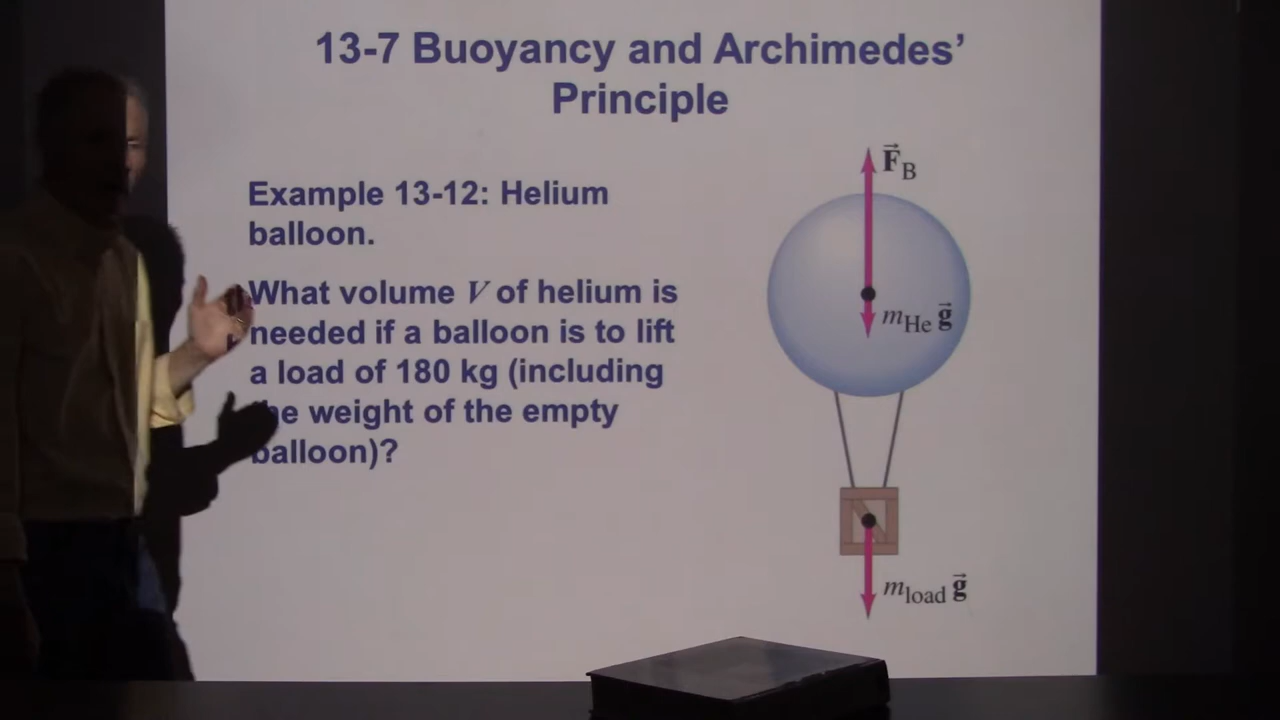 13-7 Buoyancy and Archimedes’
Principle
Example 13-12: Helium
balloon.
What volume V of helium is
needed if a balloon is to lift
a load of 180 kg (including
he weight of the empty
balloon)?
F⃗B
mHe g⃗
mload g⃗